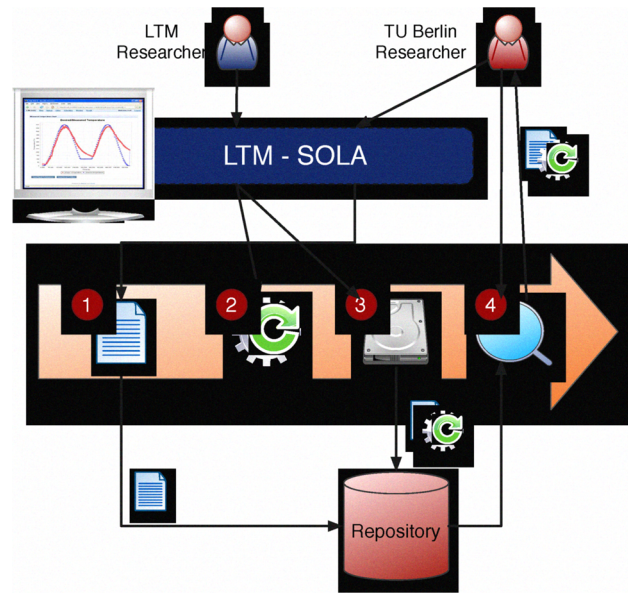 LTM
Researcher
TU Berlin
Researcher
LTM - SOLA
1
2
3
4
Repository